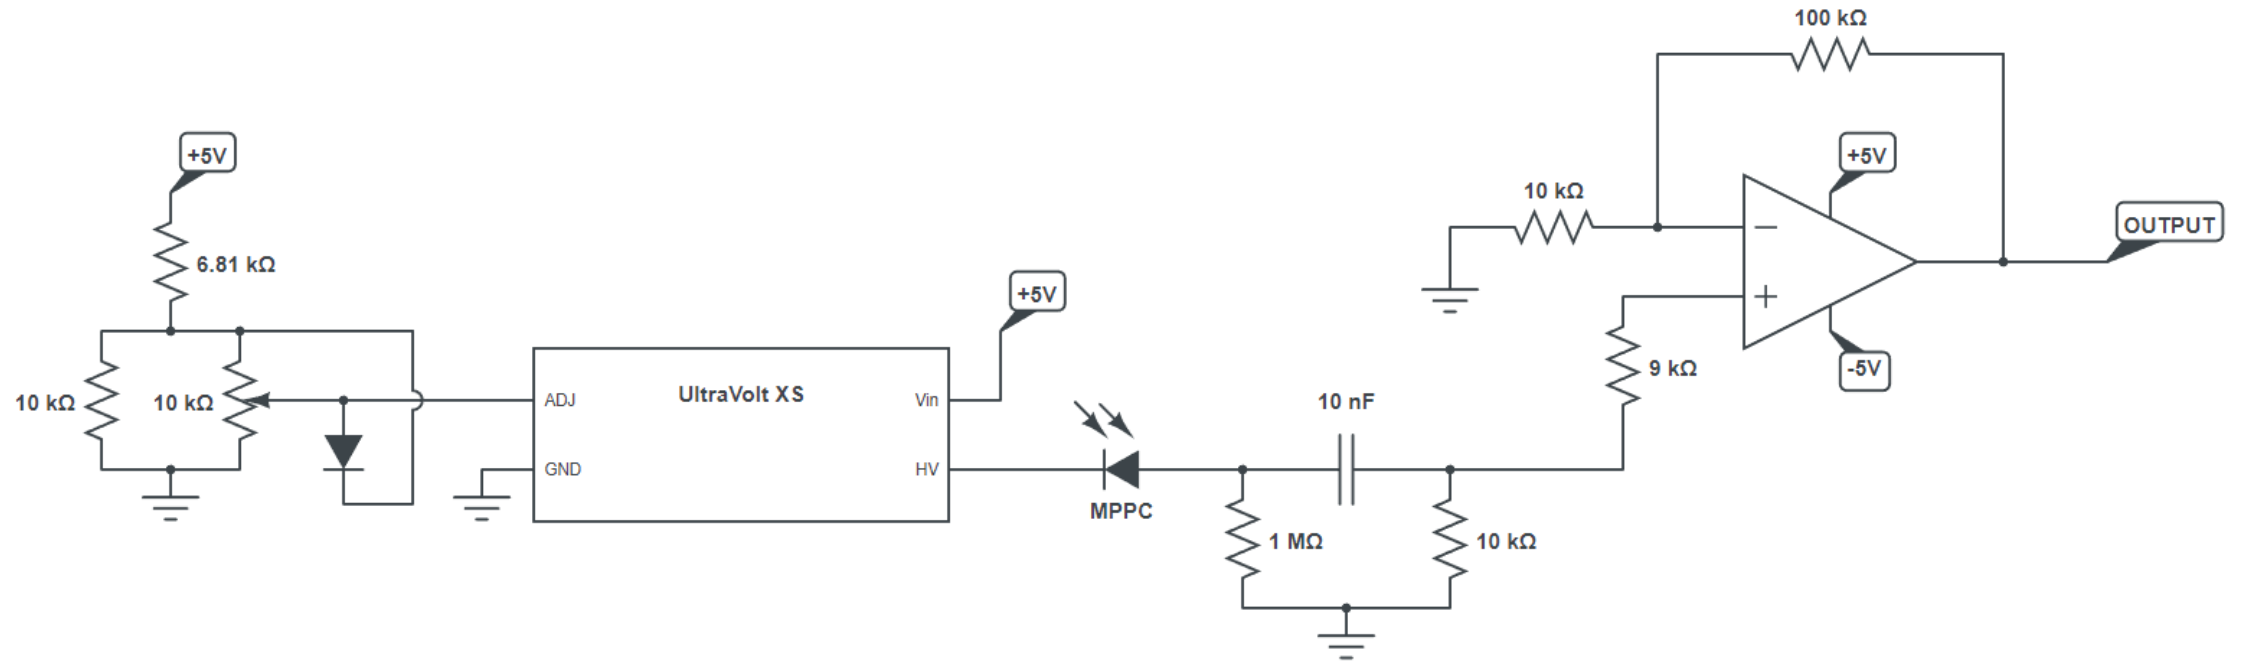 100 kΩ
+5V
+5V
10 kΩ
OUTPUT
6.81 kΩ
+5V
-5V
9 kΩ
10 kΩ
10 kΩ
ADJ
UltraVolt XS
Vin
10 nF
GND
HV
MPPC
1 MΩ
10 kΩ